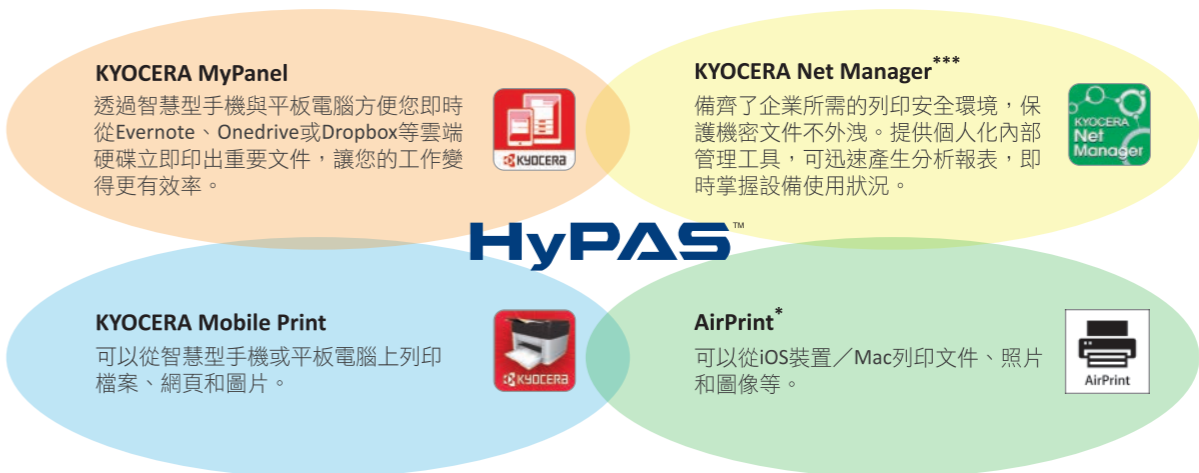 KYOCERA MyPanel
透過智慧型手機與平板電腦方便您即時
從Evernote、Onedrive或Dropbox等雲端
硬碟立即印出重要文件，讓您的工作變
得更有效率。
KYOCERA
KYOCERA Net Manager***
備齊了企業所需的列印安全環境，保
護機密文件不外洩。提供個人化內部
管理工具，可迅速產生分析報表，即
時掌握設備使用狀況。
KYOCERA
Net
Manager
HyPAS™
KYOCERA Mobile Print
可以從智慧型手機或平板電腦上列印
檔案、網頁和圖片。
KYOCERA
AirPrint*
可以從iOS裝置／Mac列印文件、照片
和圖像等。
AirPrint